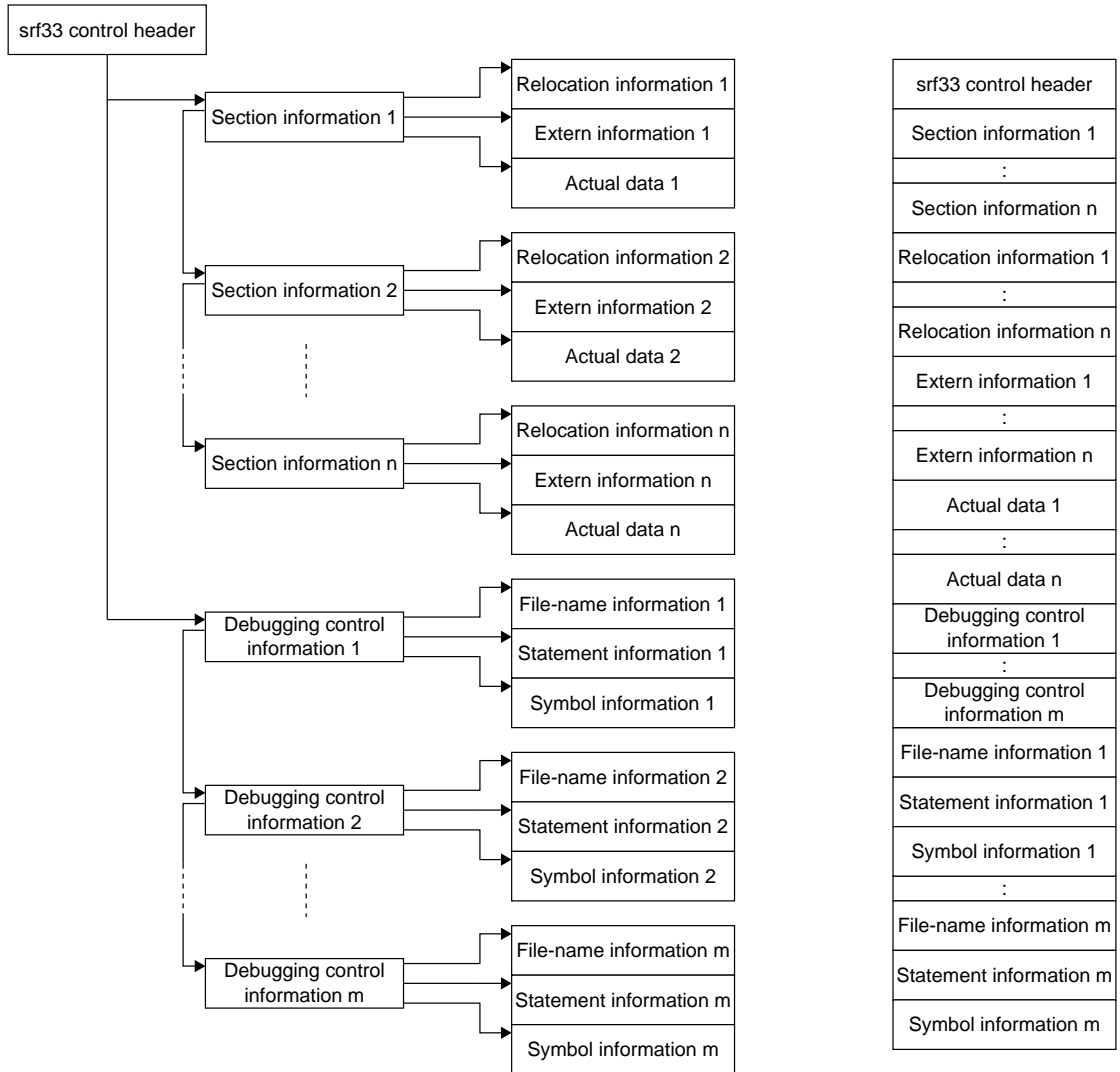 srf33 control header
Section information 1
Relocation information 1
Extern information 1
Actual data 1
Section information 2
Relocation information 2
Extern information 2
Actual data 2
Section information n
Relocation information n
Extern information n
Actual data n
Debugging control
information 1
File-name information 1
Statement information 1
Symbol information 1
Debugging control
information 2
File-name information 2
Statement information 2
Symbol information 2
Debugging control
information m
File-name information m
Statement information m
Symbol information m
srf33 control header
Section information 1
:
Section information n
Relocation information 1
:
Relocation information n
Extern information 1
:
Extern information n
Actual data 1
:
Actual data n
Debugging control
information 1
:
Debugging control
information m
File-name information 1
Statement information 1
Symbol information 1
:
File-name information m
Statement information m
Symbol information m